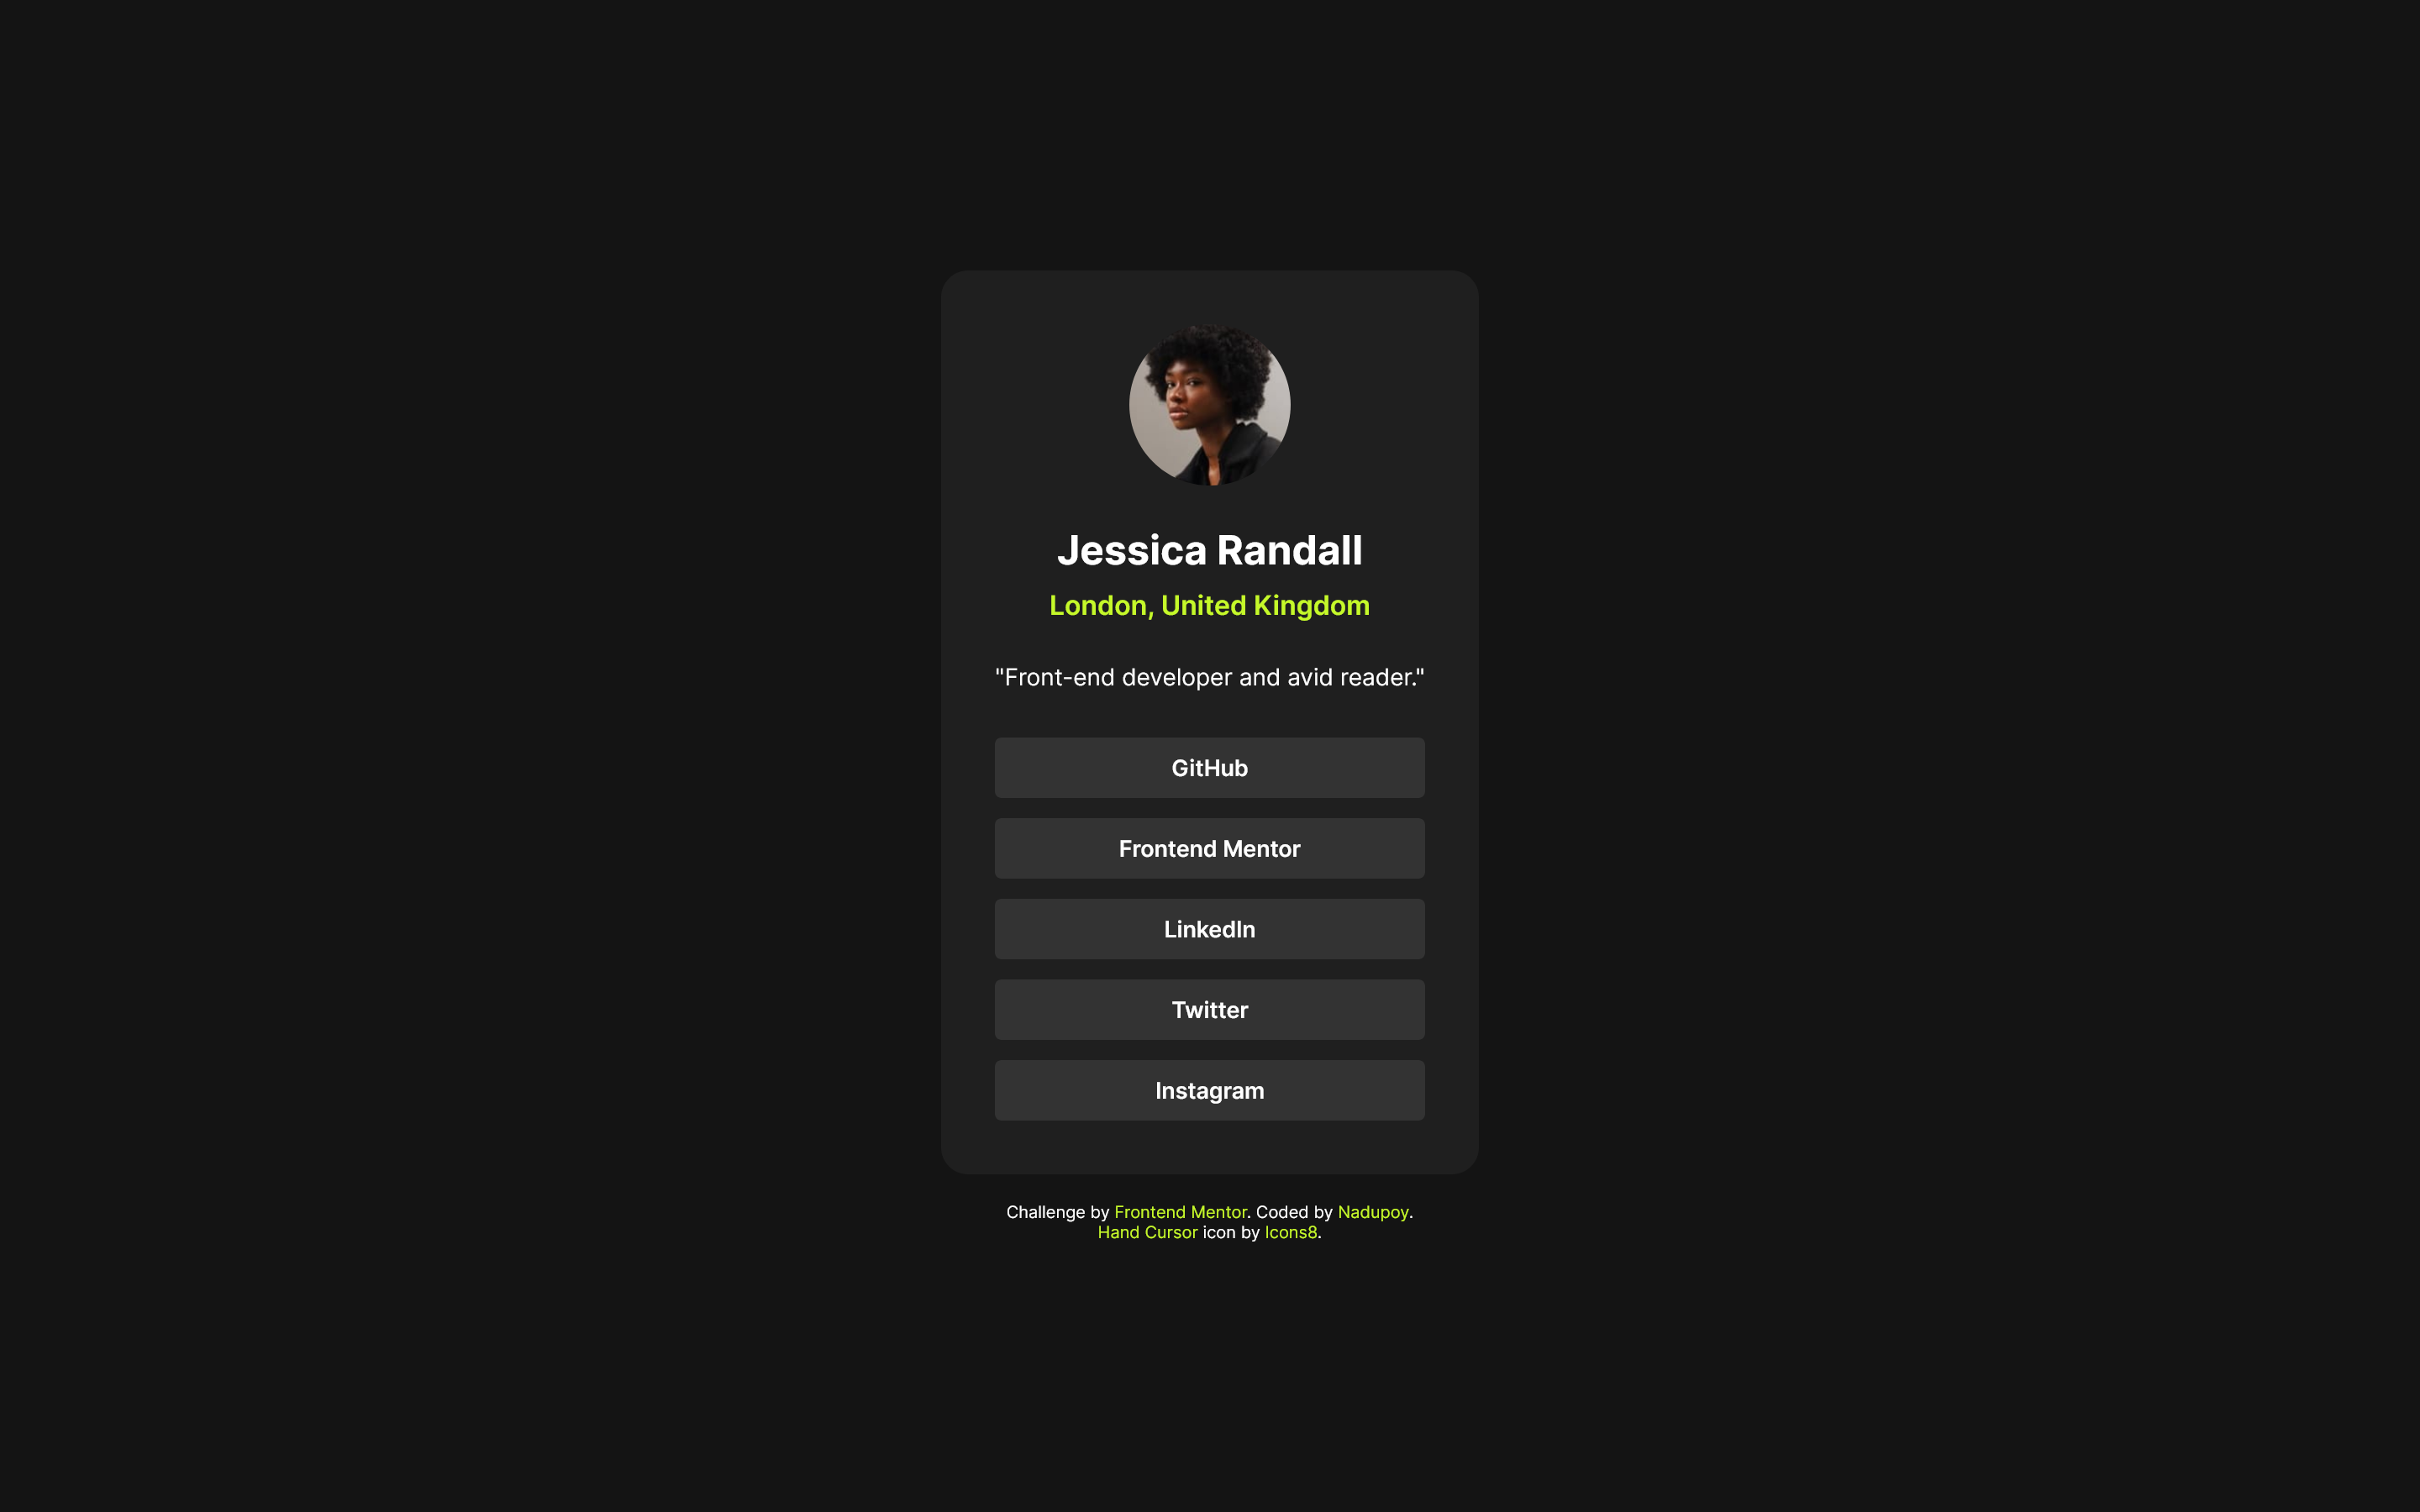 Jessica Randall
London, United Kingdom
"Front-end developer and avid reader."
GitHub
Frontend Mentor
LinkedIn
Twitter
Instagram
Challenge by Frontend Mentor. Coded by Nadupoy.
Hand Cursor icon by Icons8.